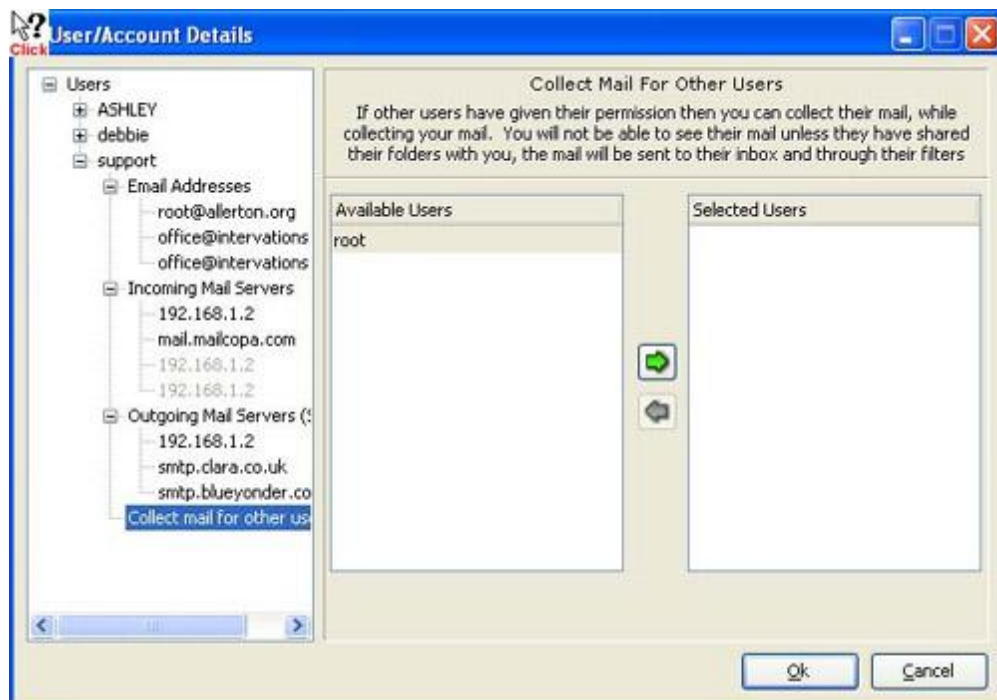 ?
Click
User/Account Details
Users
ASHLEY
debbie
support
Email Addresses
root@allerton.org
office@intervations
office@intervations
Incoming Mail Servers
192.168.1.2
mail.mailcopa.com
192.168.1.2
192.168.1.2
Outgoing Mail Servers (S
192.168.1.2
smtp.clara.co.uk
smtp.blueyonder.co
Collect mail for other use
Collect Mail For Other Users
If other users have given their permission then you can collect their mail, while
collecting your mail. You will not be able to see their mail unless they have shared
their folders with you, the mail will be sent to their inbox and through their filters
Available Users
root
Selected Users
Ok
Cancel